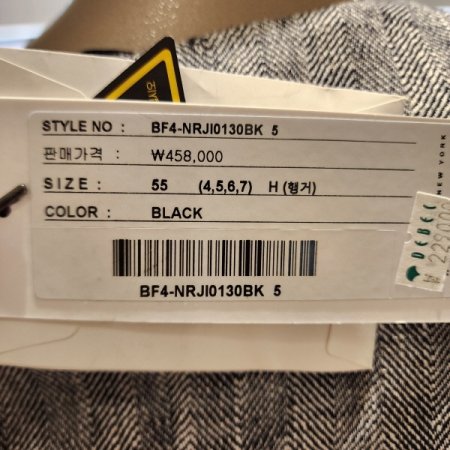 STYLE NO : BF4-NRJI0130BK 5
판매가격 : ₩458,000
SIZE : 55 (4,5,6,7) H (행거)
COLOR : BLACK
BF4-NRJI0130BK 5
NEW YORK
DEBEC